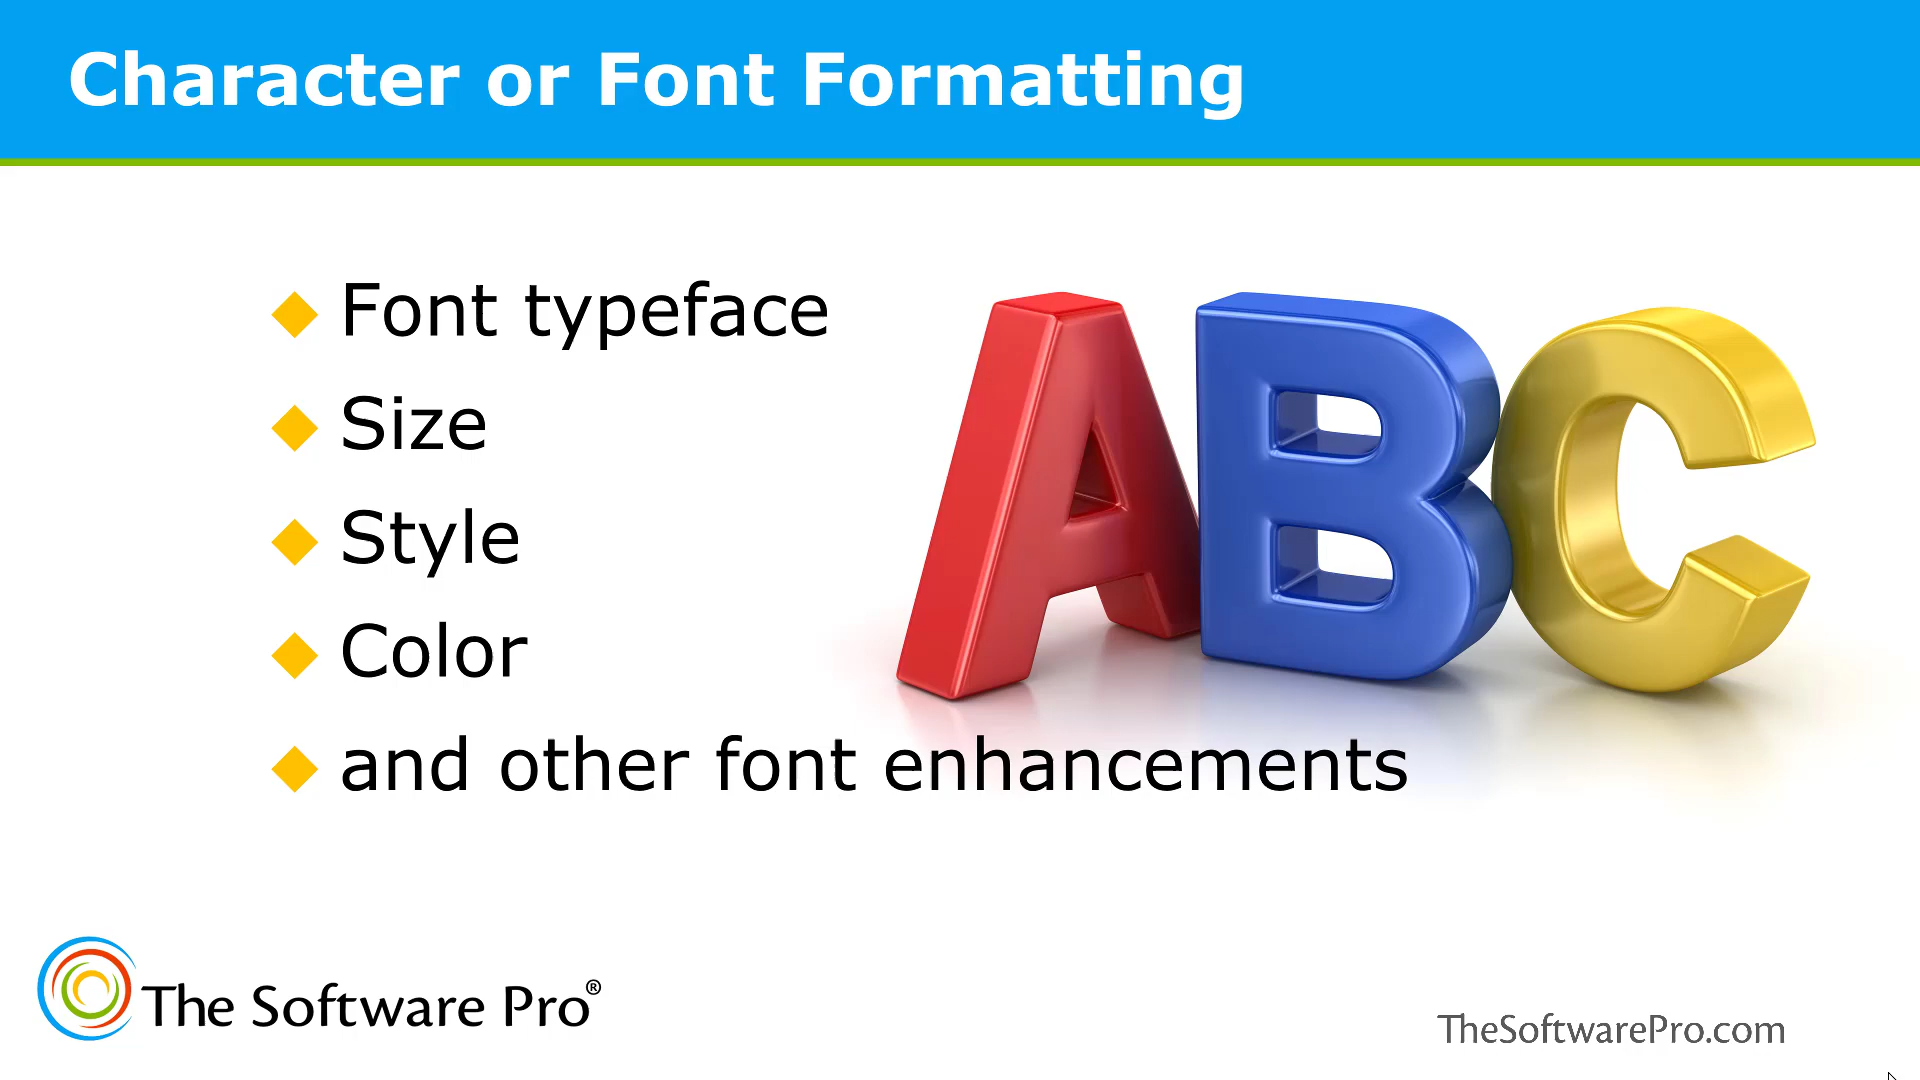 Character or Font Formatting
Font typeface
Size
Style
Color
and other font enhancements
ABC
The Software Pro®
TheSoftwarePro.com